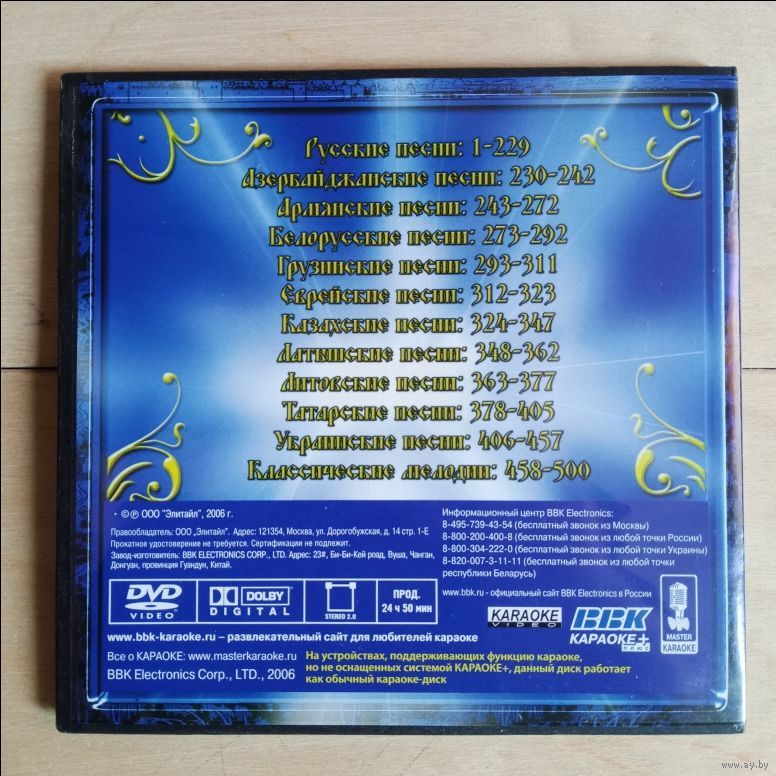 Русские песни: 1-229
Азербайджанские песни: 230-242
Армянские песни: 243-272
Белорусские песни: 273-292
Грузинские песни: 293-311
Еврейские песни: 312-323
Казахские песни: 324-347
Латышские песни: 348-362
Литовские песни: 363-377
Татарские песни: 378-405
Украинские песни: 406-457
Классические мелодии: 458-500
· ©℗ ООО "Элитайл", 2006 г.
Правообладатель: ООО „Элитайл". Адрес: 121354, Москва, ул. Дорогобужская, д. 14 стр. 1-Е
Прокатное удостоверение не требуется. Сертификации не подлежит.
Завод-изготовитель: BBK ELECTRONICS CORP., LTD. Адрес: 23#, Би-Би-Кей роад, Вуша, Чанган,
Донгуан, провинция Гуандун, Китай.
Информационный центр BBK Electronics:
8-495-739-43-54 (бесплатный звонок из Москвы)
8-800-200-400-8 (бесплатный звонок из любой точки России)
8-800-304-222-0 (бесплатный звонок из любой точки Украины)
8-820-007-3-11-11 (бесплатный звонок из любой точки
республики Беларусь)
www.bbk.ru - официальный сайт BBK Electronics в России
DVD
VIDEO
DOLBY
DIGITAL
STEREO 2.0
ПРОД.
24 ч 50 мин
KARAOKE
VIDEO
BBK
КАРАОКЕ+
плюс
MASTER
KARAOKE
www.bbk-karaoke.ru – развлекательный сайт для любителей караоке
Все о КАРАОКЕ: www.masterkaraoke.ru
BBK Electronics Corp., LTD., 2006
На устройствах, поддерживающих функцию караоке,
но не оснащенных системой КАРАОКЕ+, данный диск работает
как обычный караоке-диск
www.ay.by